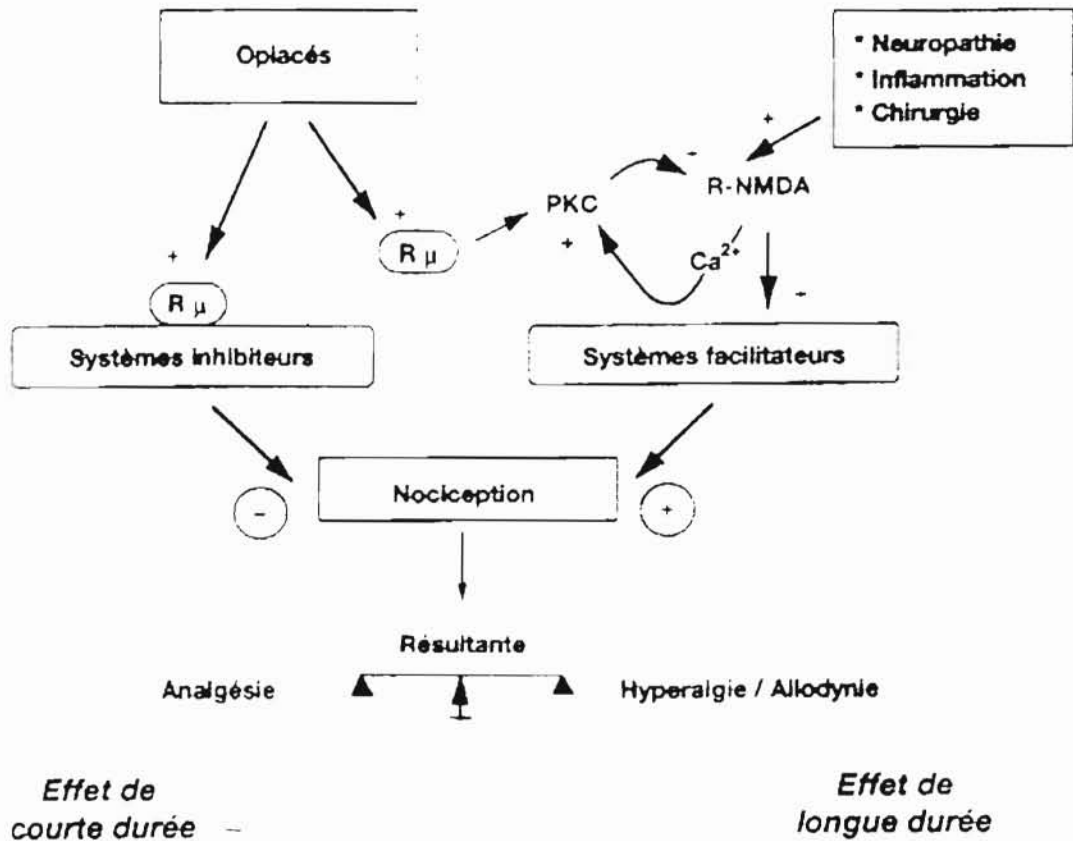 Opiacés
* Neuropathie
* Inflammation
* Chirurgie
+
-
R-NMDA
PKC
+
+
R μ
Ca2+
+
R μ
-
Systèmes inhibiteurs
Systèmes facilitateurs
Nociception
-
+
Résultante
Analgésie
Hyperalgie / Allodynie
Effet de
courte durée
Effet de
longue durée